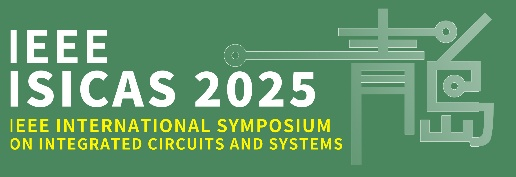 IEEE
ISICAS 2025
IEEE INTERNATIONAL SYMPOSIUM
ON INTEGRATED CIRCUITS AND SYSTEMS
青岛